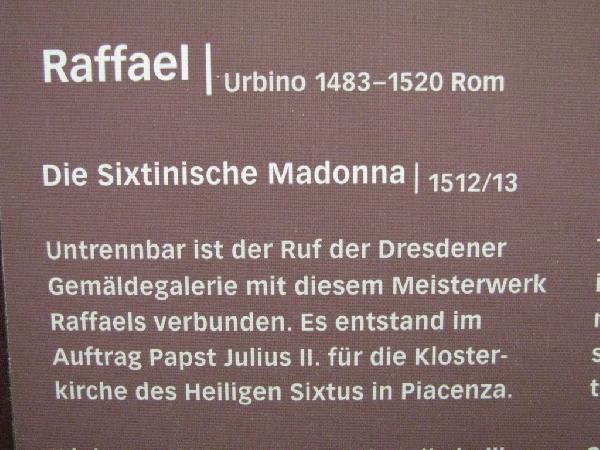 Raffael | Urbino 1483–1520 Rom
Die Sixtinische Madonna | 1512/13
Untrennbar ist der Ruf der Dresdener
Gemäldegalerie mit diesem Meisterwerk
Raffaels verbunden. Es entstand im
Auftrag Papst Julius II. für die Kloster-
kirche des Heiligen Sixtus in Piacenza.